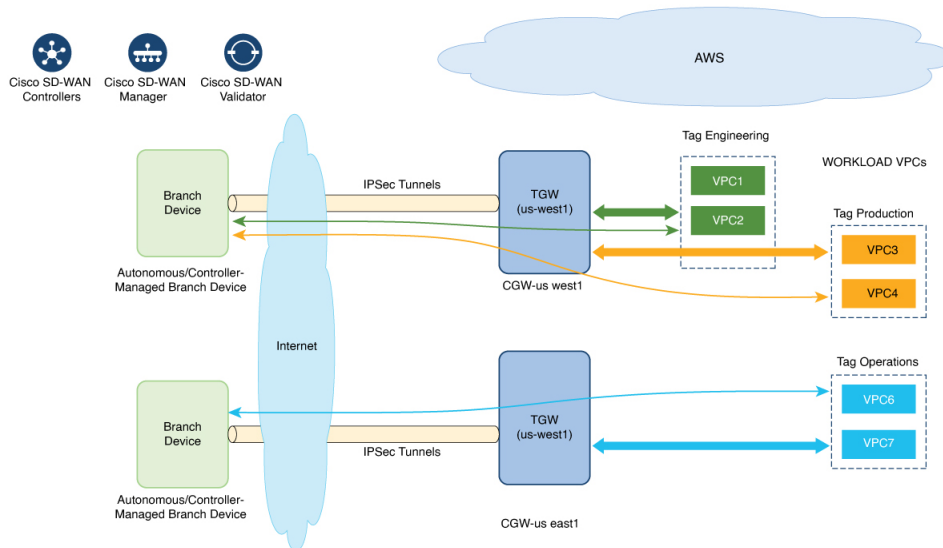 Cisco SD-WAN
Controllers
Cisco SD-WAN
Manager
Cisco SD-WAN
Validator
AWS
Tag Engineering
WORKLOAD VPCs
VPC1
VPC2
Tag Production
VPC3
VPC4
IPSec Tunnels
TGW
(us-west1)
CGW-us west1
Branch
Device
Autonomous/Controller-
Managed Branch Device
Internet
Tag Operations
VPC6
VPC7
TGW
(us-west1)
Branch
Device
IPSec Tunnels
Autonomous/Controller-
Managed Branch Device
CGW-us east1